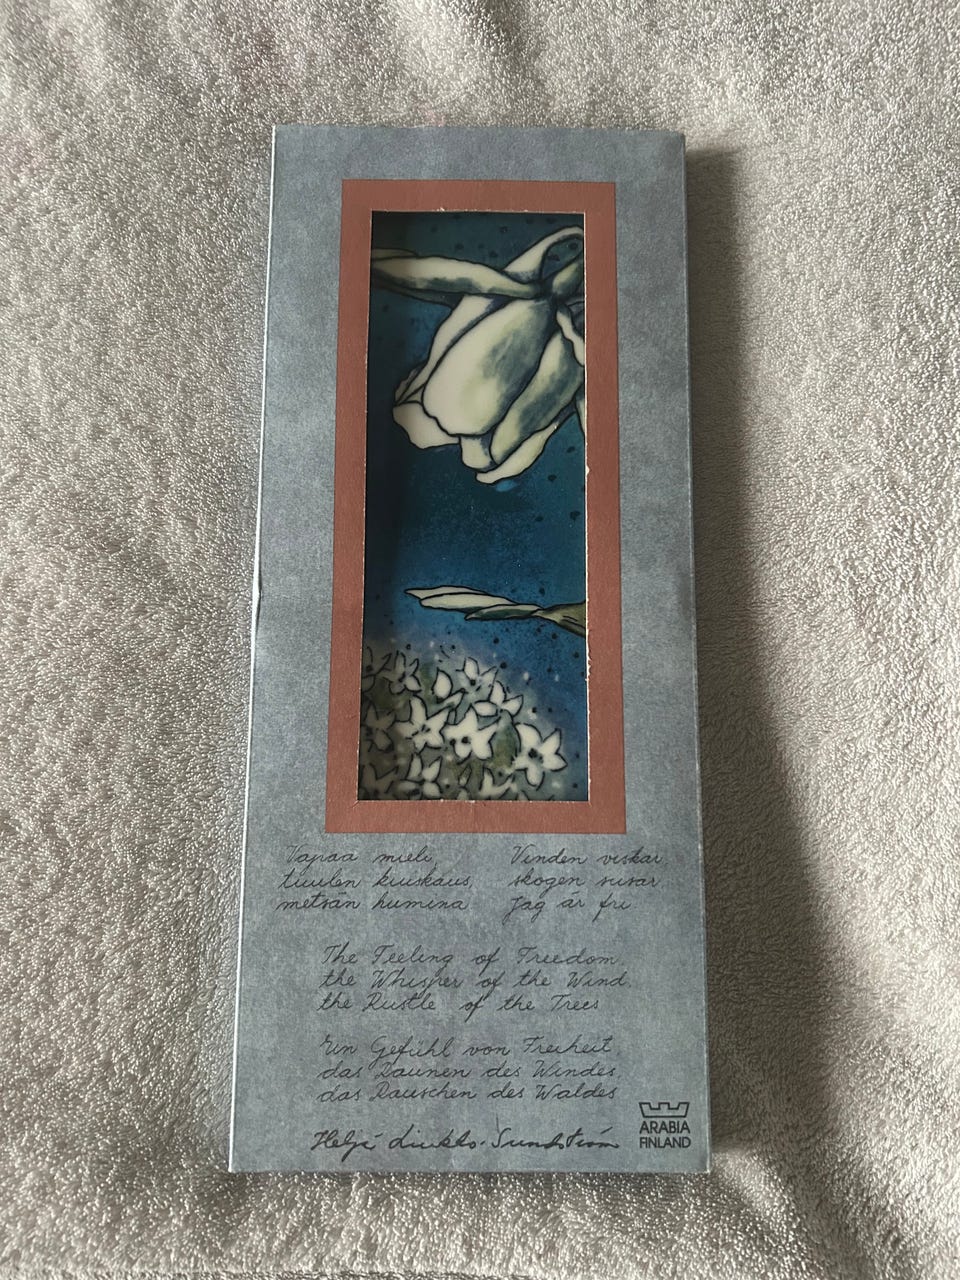 Vapaa mieli,
tuulen kuiskaus,
metsän humina
Vinden viskar,
skogen susar,
jag är fri
The Feeling of Freedom,
the Whisper of the Wind,
the Rustle of the Trees
Ein Gefühl von Freiheit,
das Raunen des Windes,
das Rauschen des Waldes
Heljä Liukko-Sundström
ARABIA
FINLAND